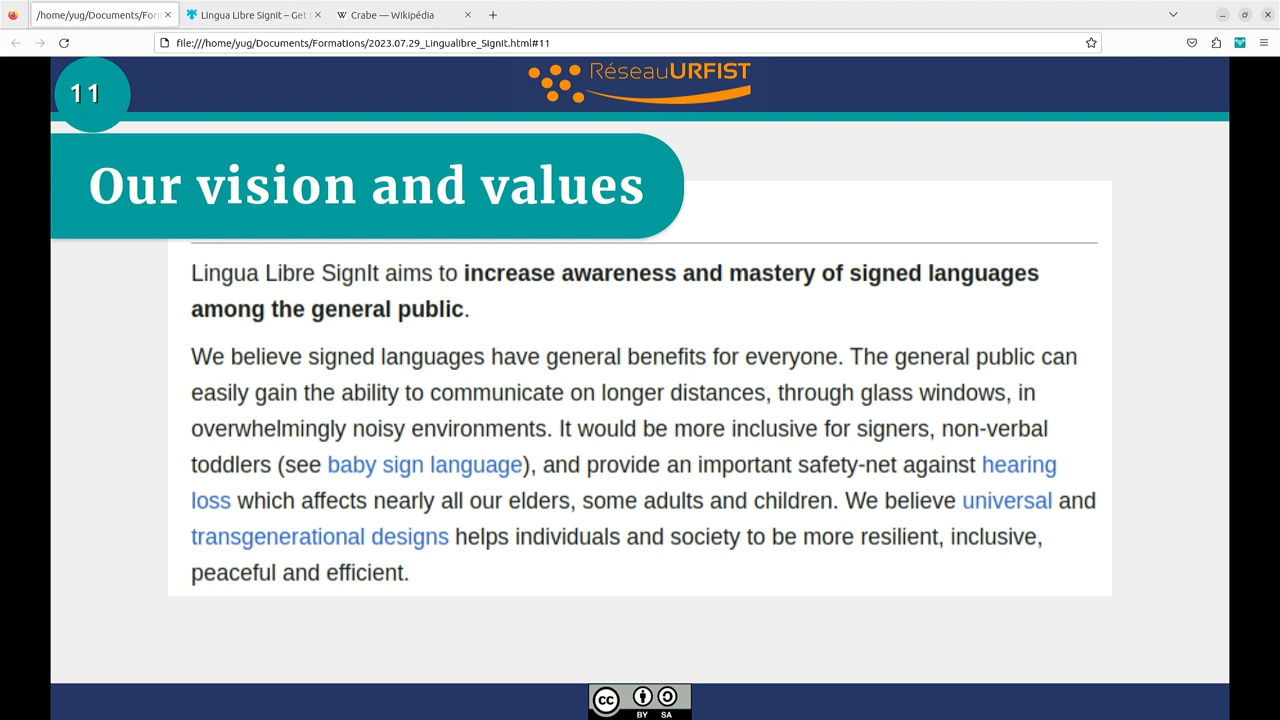 /home/yug/Documents/For
Lingua Libre SignIt – Get
Crabe — Wikipédia
file:///home/yug/Documents/Formations/2023.07.29_Lingualibre_SignIt.html#11
11
RéseauURFIST
Our vision and values
Lingua Libre SignIt aims to increase awareness and mastery of signed languages
among the general public.
We believe signed languages have general benefits for everyone. The general public can
easily gain the ability to communicate on longer distances, through glass windows, in
overwhelmingly noisy environments. It would be more inclusive for signers, non-verbal
toddlers (see baby sign language), and provide an important safety-net against hearing
loss which affects nearly all our elders, some adults and children. We believe universal and
transgenerational designs helps individuals and society to be more resilient, inclusive,
peaceful and efficient.
cc
BY SA